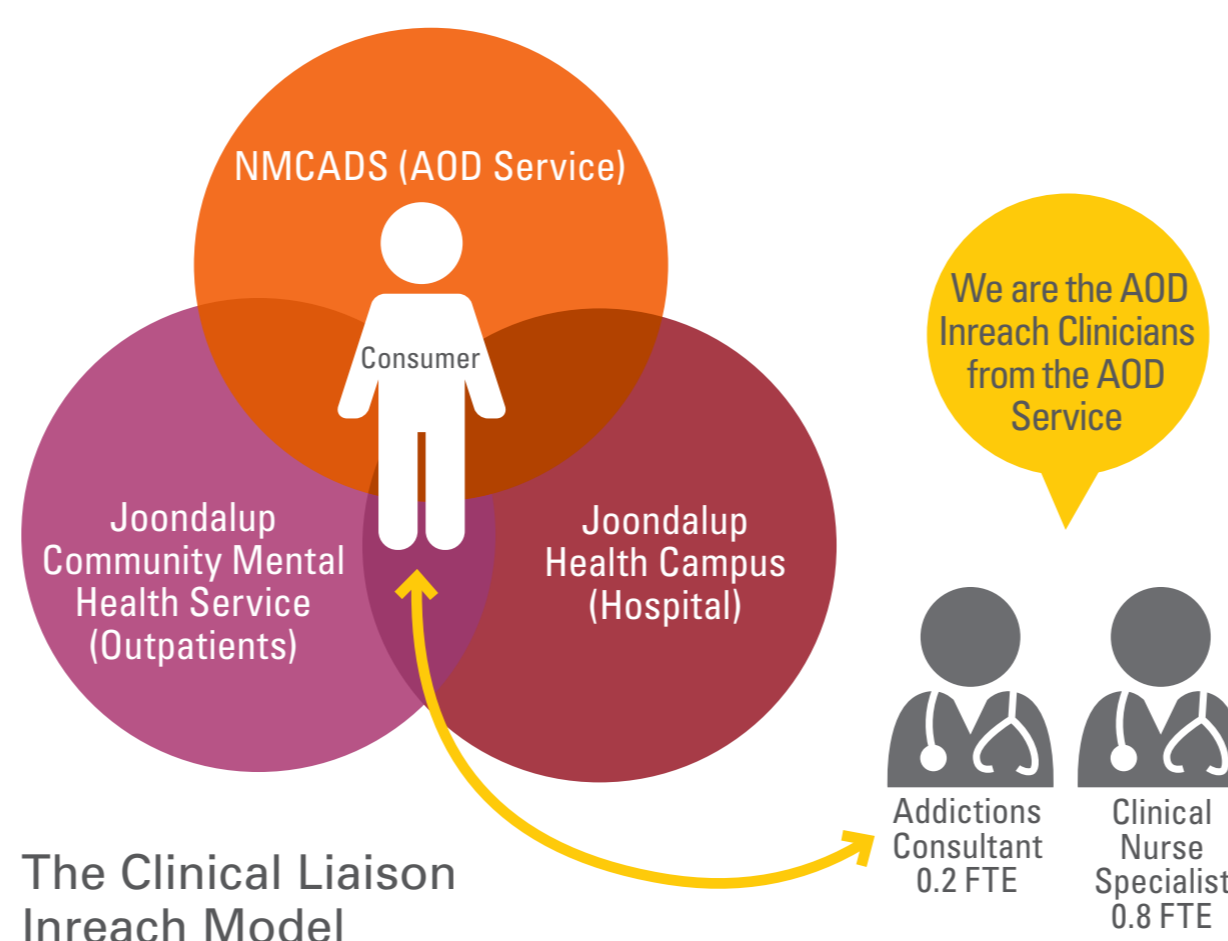 NMCADS (AOD Service)
Consumer
Joondalup
Community Mental
Health Service
(Outpatients)
Joondalup
Health Campus
(Hospital)
We are the AOD
Inreach Clinicians
from the AOD
Service
Addictions
Consultant
0.2 FTE
Clinical
Nurse
Specialist
0.8 FTE
The Clinical Liaison
Inreach Model